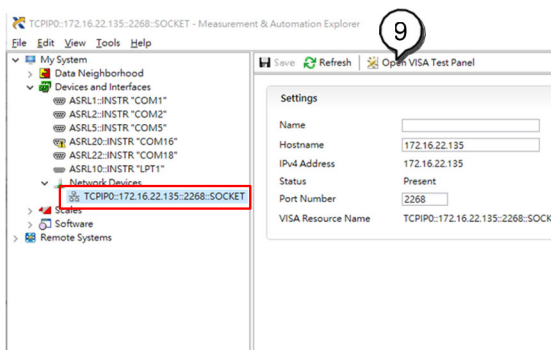 TCPIP0::172.16.22.135::2268::SOCKET - Measurement & Automation Explorer
9
File Edit View Tools Help
My System
Data Neighborhood
Devices and Interfaces
ASRL1::INSTR "COM1"
ASRL2::INSTR "COM2"
ASRL5::INSTR "COM5"
ASRL20::INSTR "COM16"
ASRL22::INSTR "COM18"
ASRL10::INSTR "LPT1"
Network Devices
TCPIP0::172.16.22.135::2268::SOCKET
Scales
Software
Remote Systems
Save Refresh Open VISA Test Panel
Settings
Name
Hostname 172.16.22.135
IPv4 Address 172.16.22.135
Status Present
Port Number 2268
VISA Resource Name TCPIP0::172.16.22.135::2268::SOCK